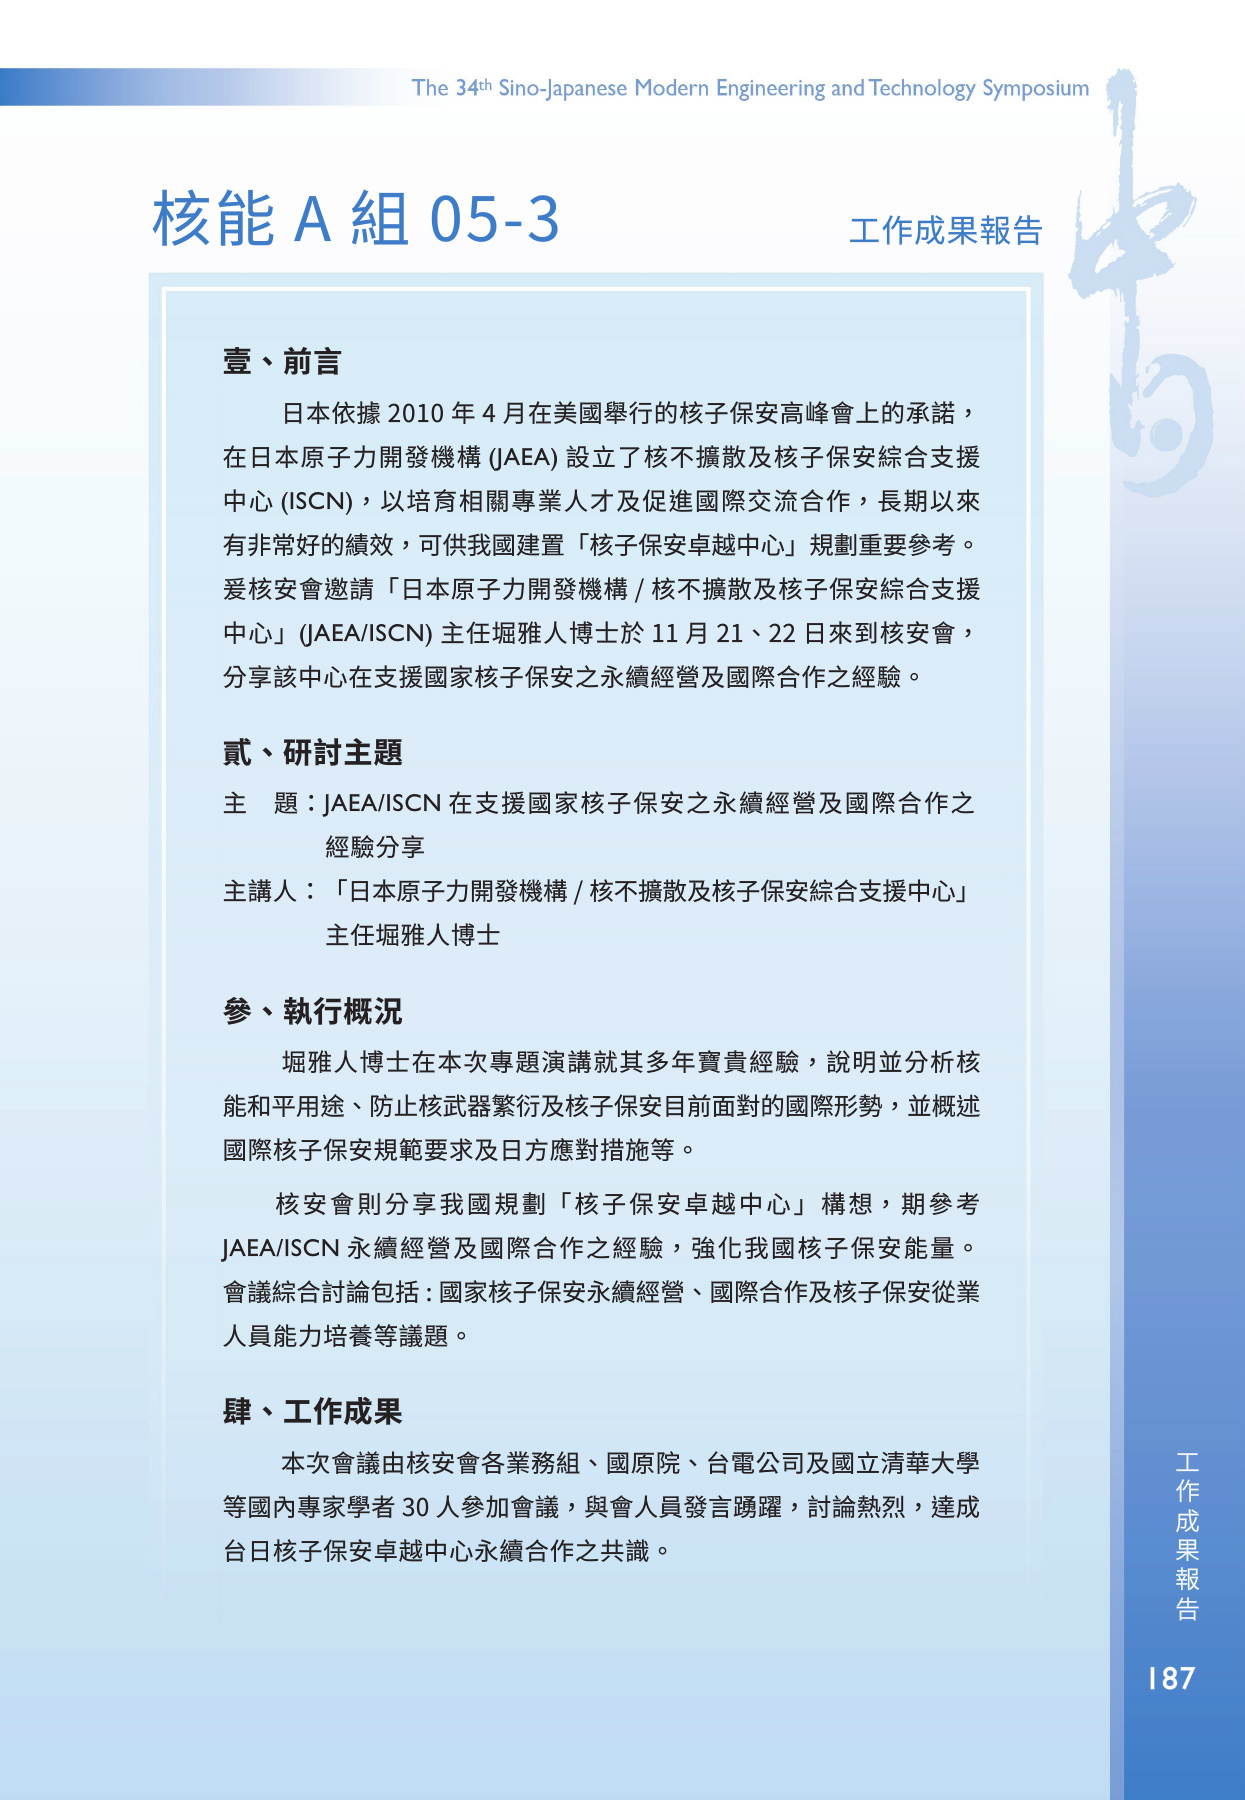 The 34th Sino-Japanese Modern Engineering and Technology Symposium
核能 A 組 05-3
工作成果報告
壹、前言
日本依據 2010 年 4 月在美國舉行的核子保安高峰會上的承諾，
在日本原子力開發機構 (JAEA) 設立了核不擴散及核子保安綜合支援
中心 (ISCN)，以培育相關專業人才及促進國際交流合作，長期以來
有非常好的績效，可供我國建置「核子保安卓越中心」規劃重要參考。
爰核安會邀請「日本原子力開發機構 / 核不擴散及核子保安綜合支援
中心」(JAEA/ISCN) 主任堀雅人博士於 11 月 21、22 日來到核安會，
分享該中心在支援國家核子保安之永續經營及國際合作之經驗。
貳、研討主題
主　題：JAEA/ISCN 在支援國家核子保安之永續經營及國際合作之
經驗分享
主講人：「日本原子力開發機構 / 核不擴散及核子保安綜合支援中心」
主任堀雅人博士
參、執行概況
堀雅人博士在本次專題演講就其多年寶貴經驗，說明並分析核
能和平用途、防止核武器繁衍及核子保安目前面對的國際形勢，並概述
國際核子保安規範要求及日方應對措施等。
核安會則分享我國規劃「核子保安卓越中心」構想，期參考
JAEA/ISCN 永續經營及國際合作之經驗，強化我國核子保安能量。
會議綜合討論包括 : 國家核子保安永續經營、國際合作及核子保安從業
人員能力培養等議題。
肆、工作成果
本次會議由核安會各業務組、國原院、台電公司及國立清華大學
等國內專家學者 30 人參加會議，與會人員發言踴躍，討論熱烈，達成
台日核子保安卓越中心永續合作之共識。
工作成果報告
187